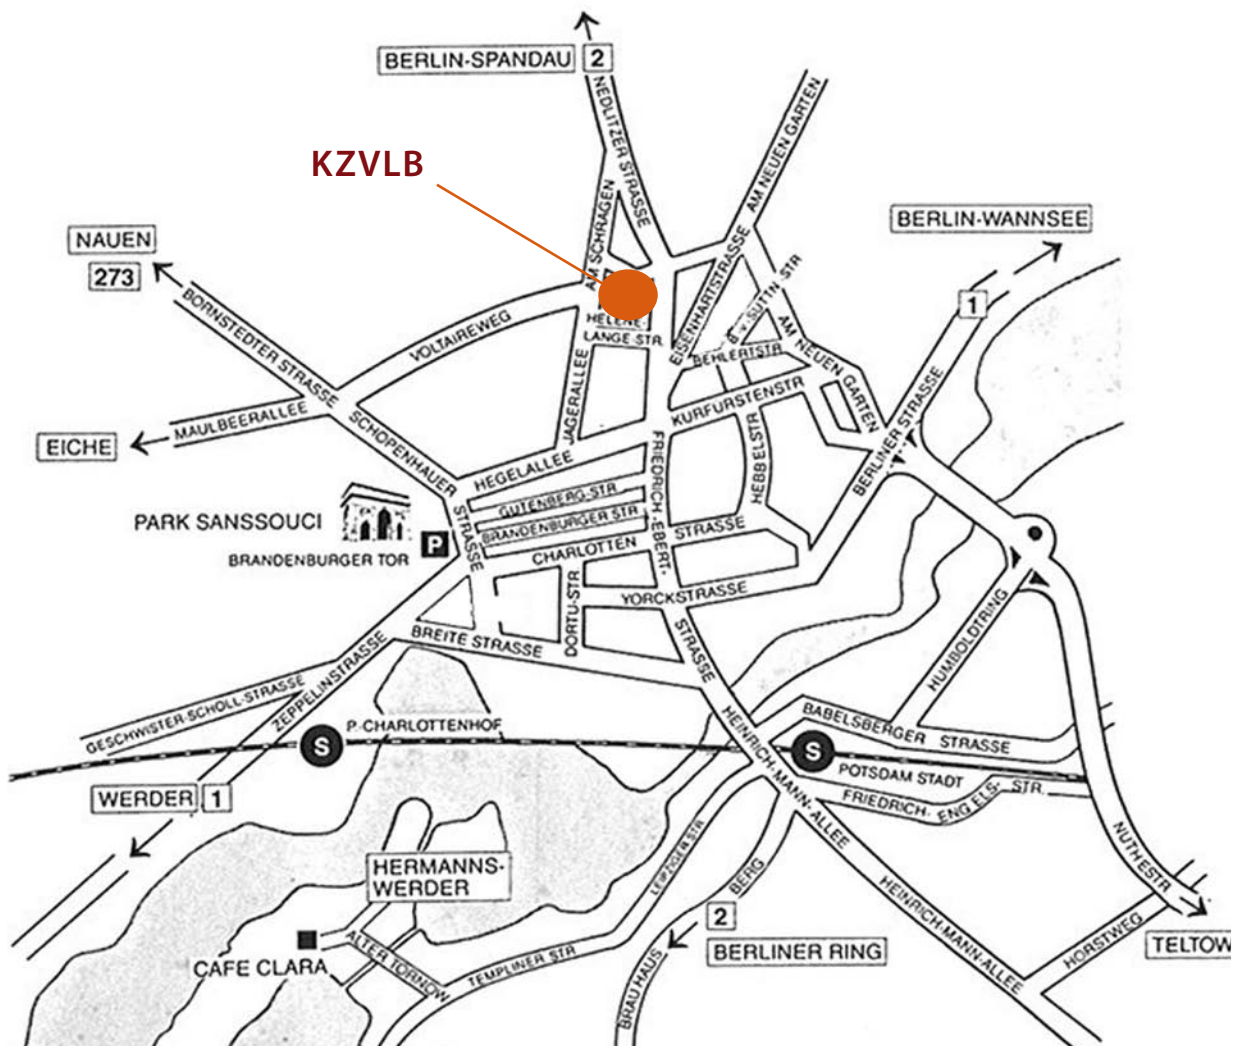 BERLIN-SPANDAU 2
NEDLITZER STRASSE
AM NEUEN GARTEN
KZVLB
AM SCHRAGEN
BERLIN-WANNSEE
1
NAUEN
273
BORNSTEDTER STRASSE
VOLTAIREWEG
HELENE-
LANGE-STR.
EISENHARTSTRASSE
B.v.SUTTN.STR
BEHLERTSTR
AM NEUEN GARTEN
MAULBEERALLEE
EICHE
SCHOPENHAUER
STRASSE
JÄGERALLEE
HEGELALLEE
KURFÜRSTENSTR
BERLINER STRASSE
HEBBELSTR
GUTENBERG-STR
BRANDENBURGER STR
CHARLOTTEN STRASSE
FRIEDRICH-EBERT-
STRASSE
PARK SANSSOUCI
P
BRANDENBURGER TOR
DORTU-STR
YORCKSTRASSE
BREITE STRASSE
HUMBOLDTRING
GESCHWISTER-SCHOLL-STRASSE
ZEPPELINSTRASSE
P.-CHARLOTTENHOF
S
S
BABELSBERGER STRASSE
POTSDAM STADT
FRIEDRICH-ENGELS-STR.
HEINRICH-MANN-ALLEE
WERDER 1
HERMANNS-
WERDER
LEIPZIGER STR
BRAUHAUS BERG
2
BERLINER RING
HEINRICH-MANN-ALLEE
NUTHESTR
HORSTWEG
TELTOW
CAFE CLARA
ALTER TORNOW
TEMPLINER STR